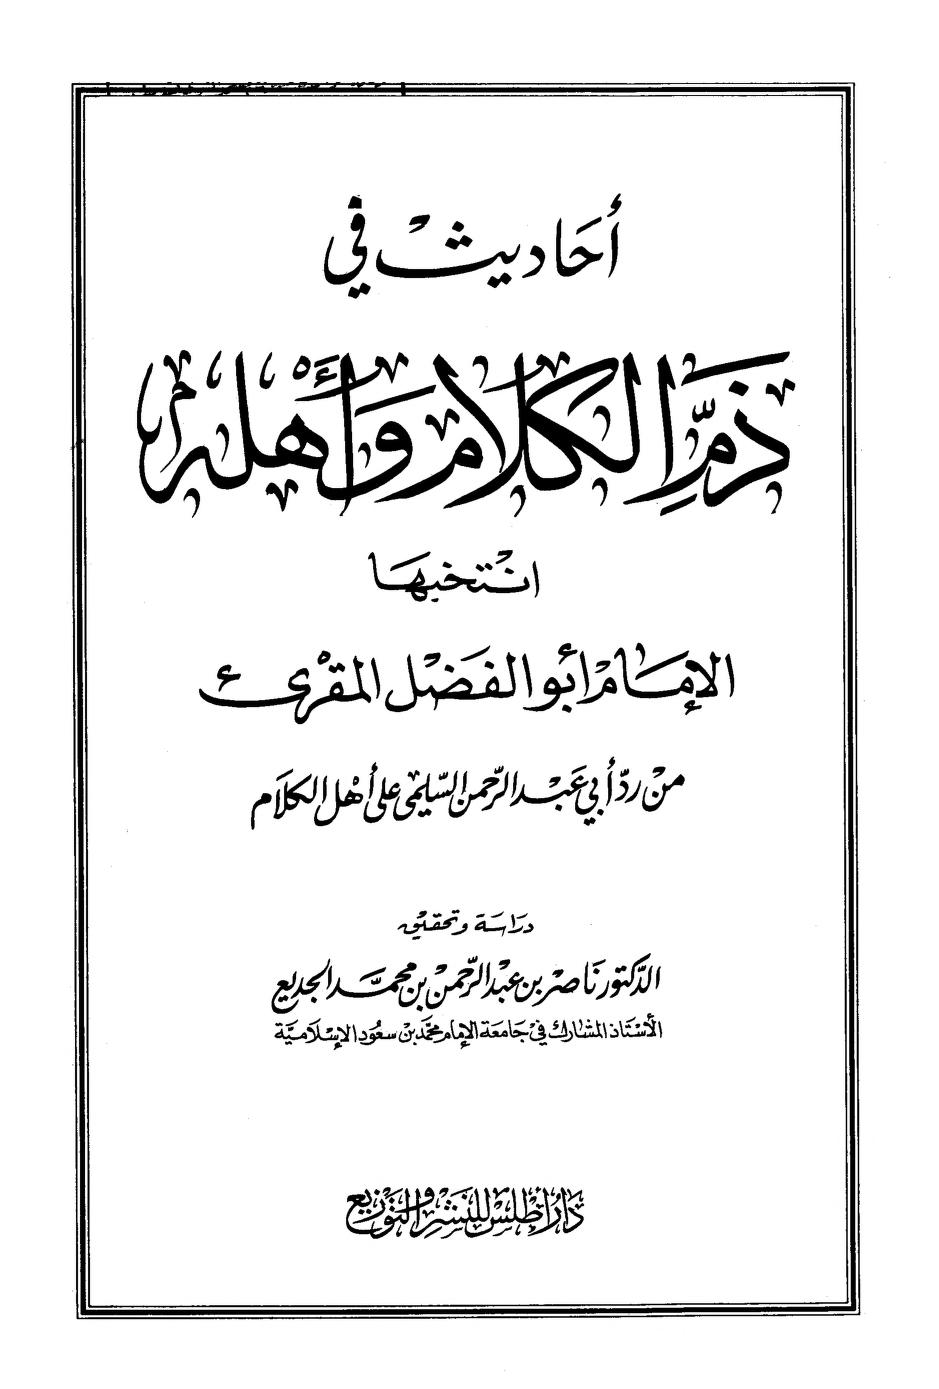 أحاديث في
ذم الكلام وأهله
انتخبها
الإمام أبو الفضل المقرئ
من رد أبي عبد الرحمن السلمي على أهل الكلام
دراسة وتحقيق
الدكتور ناصر بن عبد الرحمن بن محمد الجديع
الأستاذ المشارك في جامعة الإمام محمد بن سعود الإسلامية
دار أطلس للنشر والتوزيع